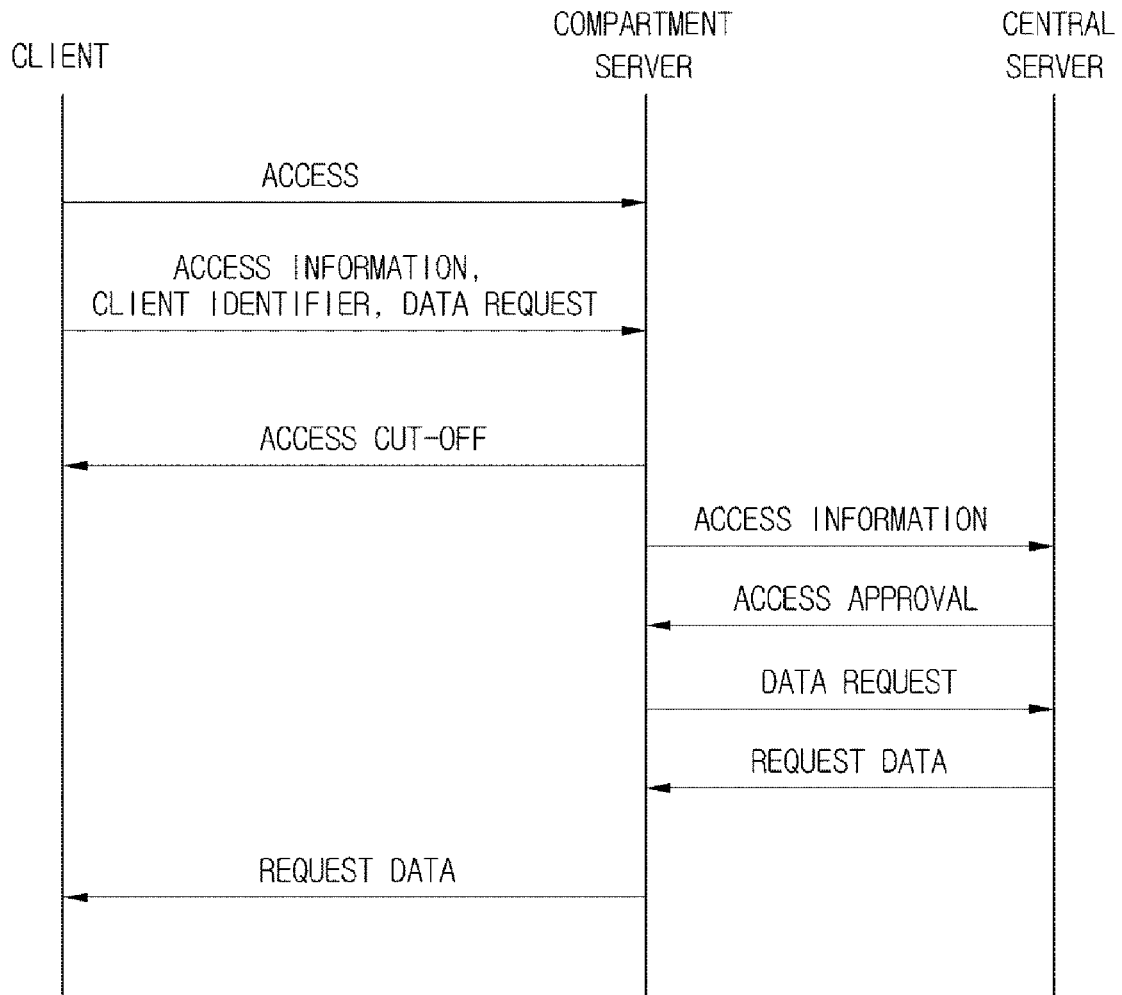 CLIENT
COMPARTMENT
SERVER
CENTRAL
SERVER
ACCESS
ACCESS INFORMATION,
CLIENT IDENTIFIER, DATA REQUEST
ACCESS CUT-OFF
ACCESS INFORMATION
ACCESS APPROVAL
DATA REQUEST
REQUEST DATA
REQUEST DATA